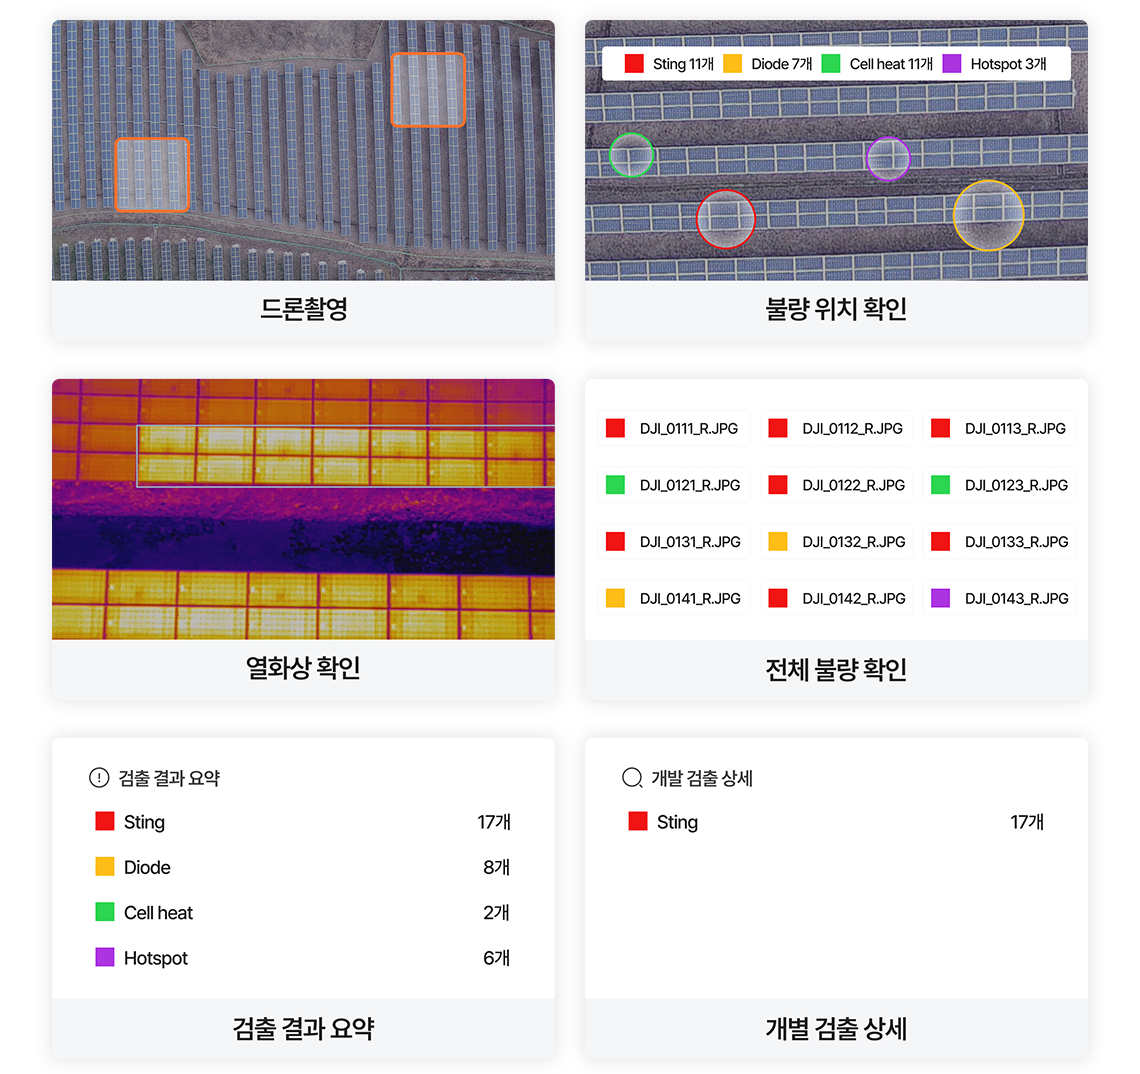 드론촬영
Sting 11개 Diode 7개 Cell heat 11개 Hotspot 3개
불량 위치 확인
열화상 확인
DJI_0111_R.JPG DJI_0112_R.JPG DJI_0113_R.JPG
DJI_0121_R.JPG DJI_0122_R.JPG DJI_0123_R.JPG
DJI_0131_R.JPG DJI_0132_R.JPG DJI_0133_R.JPG
DJI_0141_R.JPG DJI_0142_R.JPG DJI_0143_R.JPG
전체 불량 확인
검출 결과 요약
Sting 17개
Diode 8개
Cell heat 2개
Hotspot 6개
검출 결과 요약
개발 검출 상세
Sting 17개
개별 검출 상세